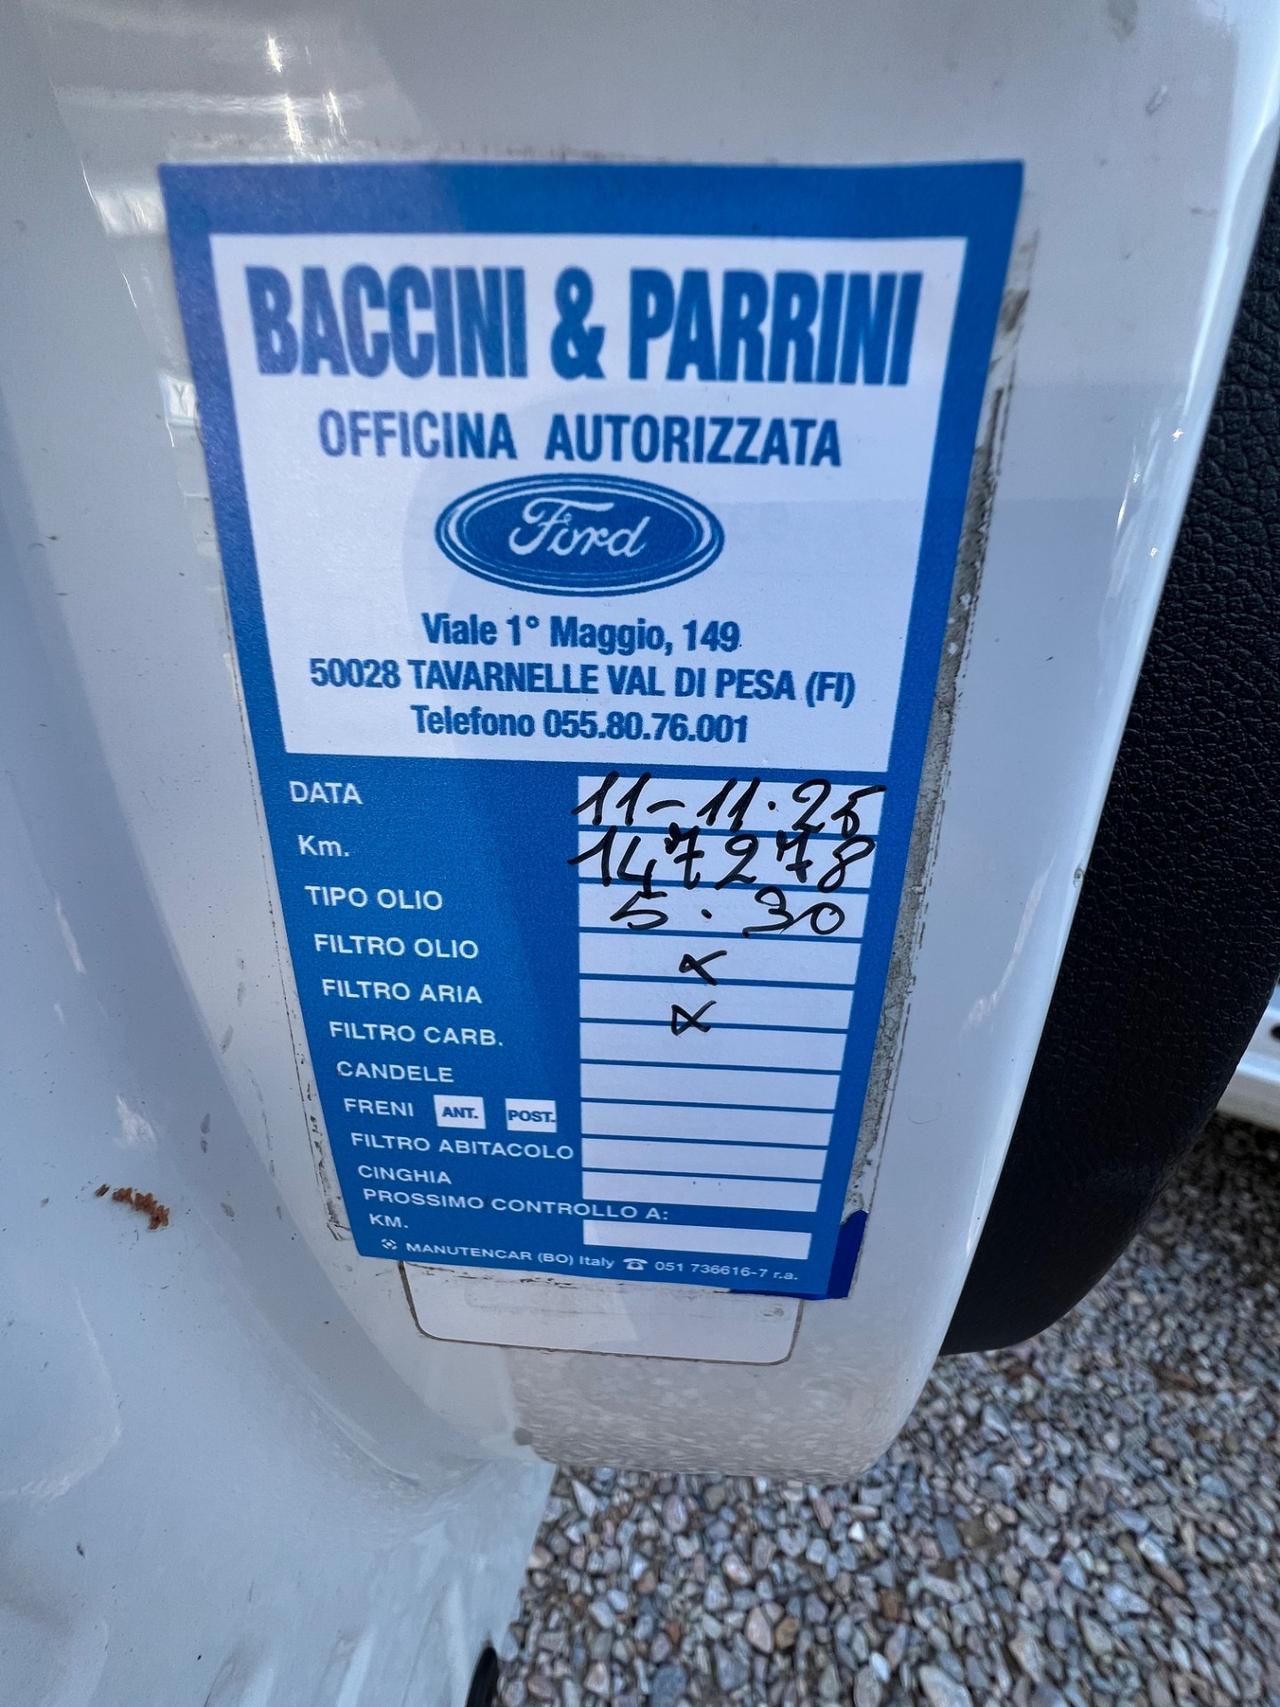 BACCINI & PARRINI
OFFICINA AUTORIZZATA
Ford
Viale 1° Maggio, 149
50028 TAVARNELLE VAL DI PESA (FI)
Telefono 055.80.76.001
DATA 11-11.25
Km. 147278
TIPO OLIO 5.30
FILTRO OLIO x
FILTRO ARIA x
FILTRO CARB.
CANDELE
FRENI ANT. POST.
FILTRO ABITACOLO
CINGHIA
PROSSIMO CONTROLLO A:
KM.
MANUTENCAR (BO) Italy ☎ 051 736616-7 r.a.